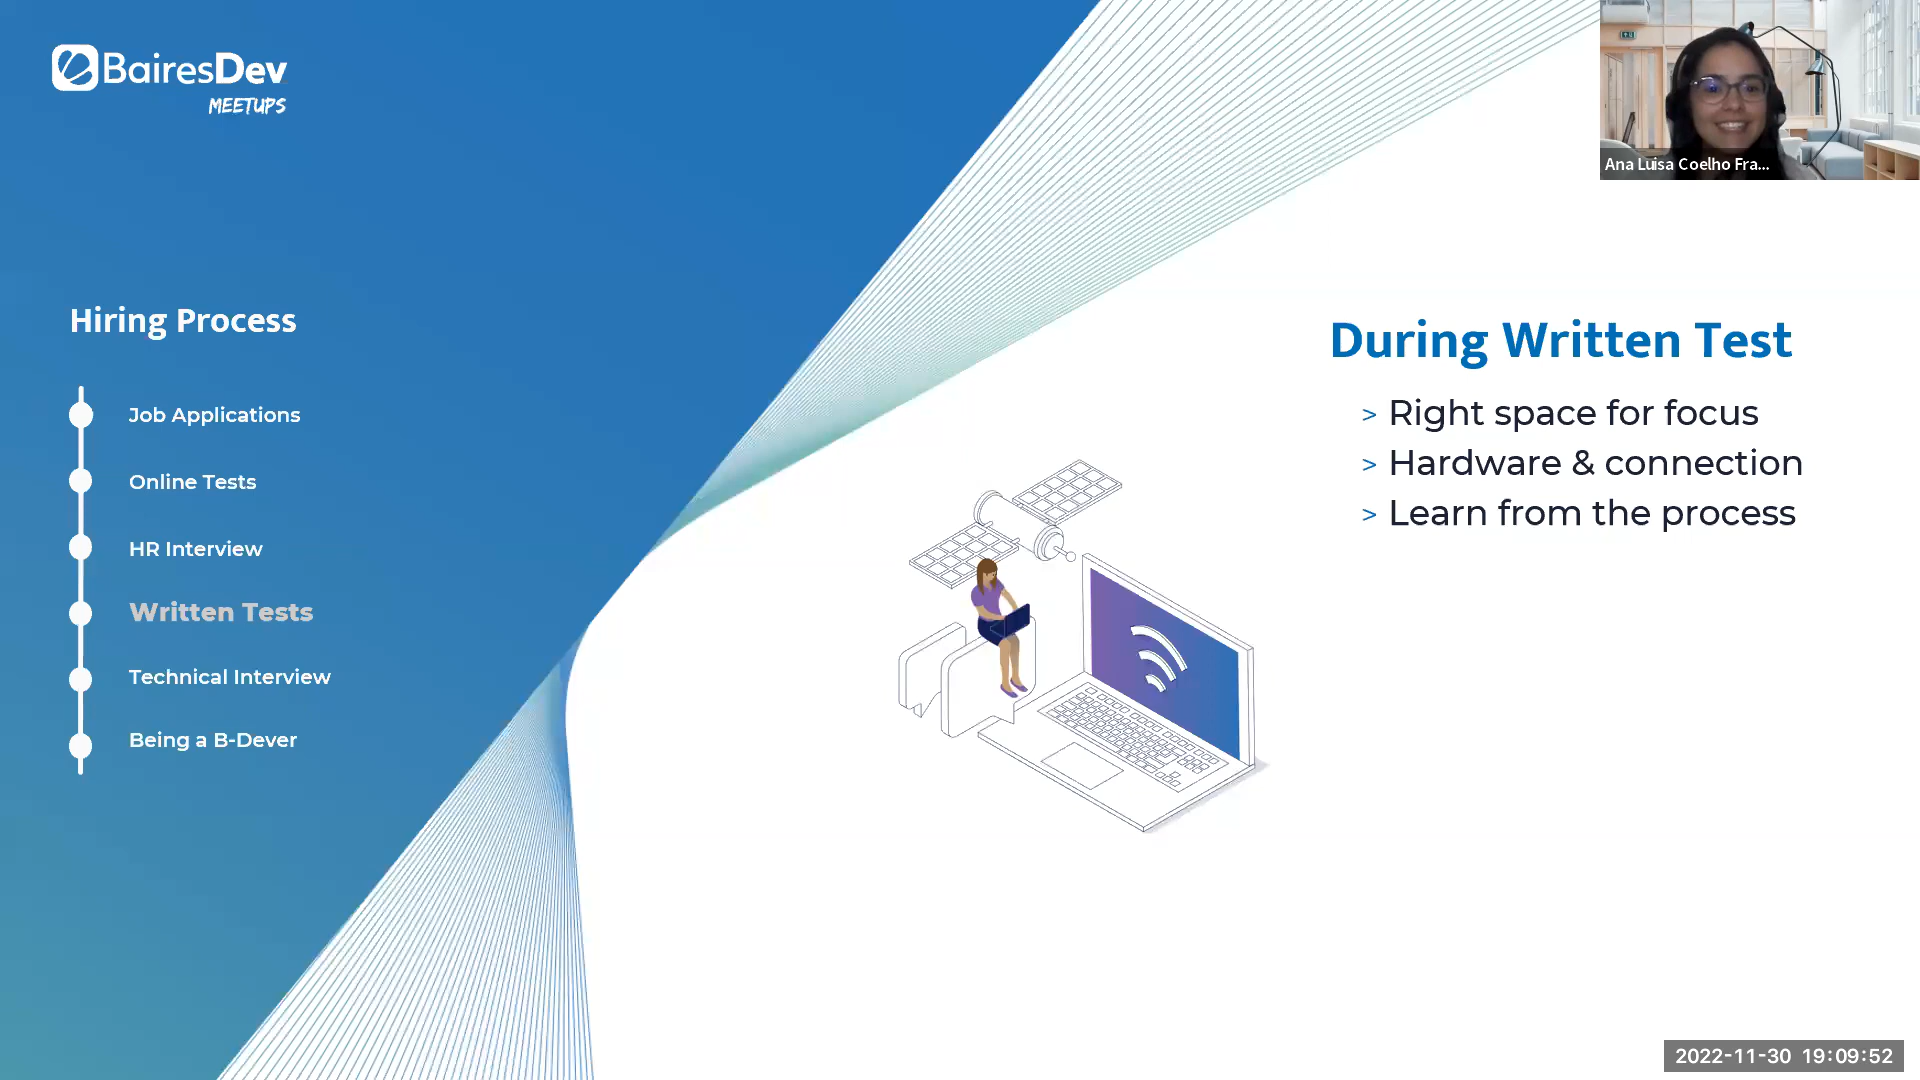 BairesDev
MEETUPS
Ana Luisa Coelho Fra...
Hiring Process
Job Applications
Online Tests
HR Interview
Written Tests
Technical Interview
Being a B-Dever
During Written Test
> Right space for focus
> Hardware & connection
> Learn from the process
2022-11-30 19:09:52